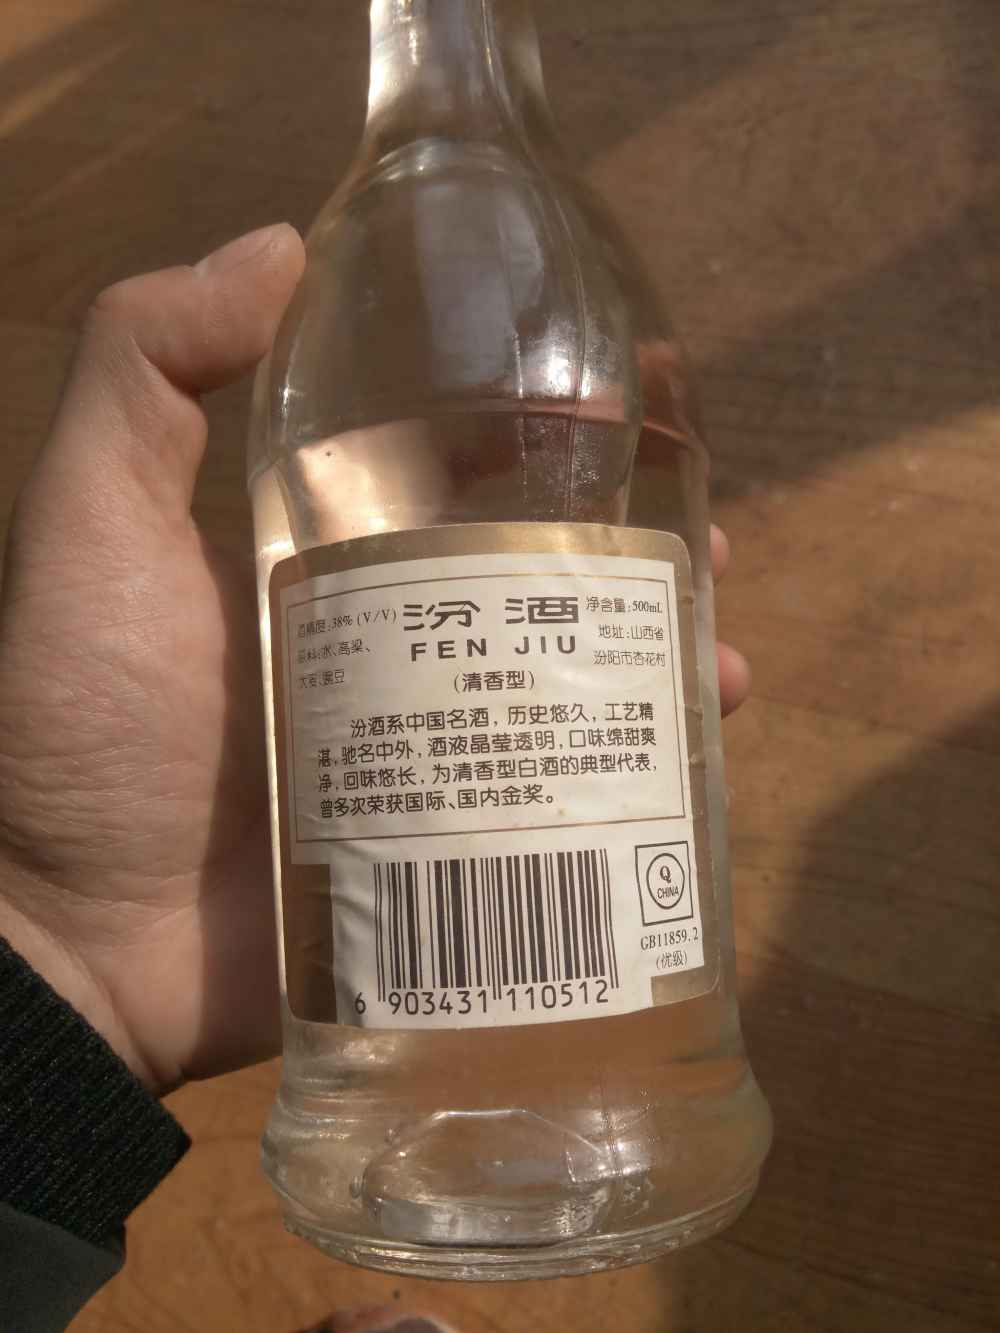 酒精度:38%(V/V)
原料:水、高粱、
大麦、豌豆
汾酒
FEN JIU
(清香型)
净含量:500mL
地址:山西省
汾阳市杏花村
汾酒系中国名酒，历史悠久，工艺精
湛，驰名中外，酒液晶莹透明，口味绵甜爽
净，回味悠长，为清香型白酒的典型代表，
曾多次荣获国际、国内金奖。
6 903431 110512
Q
CHINA
GB11859.2
(优级)